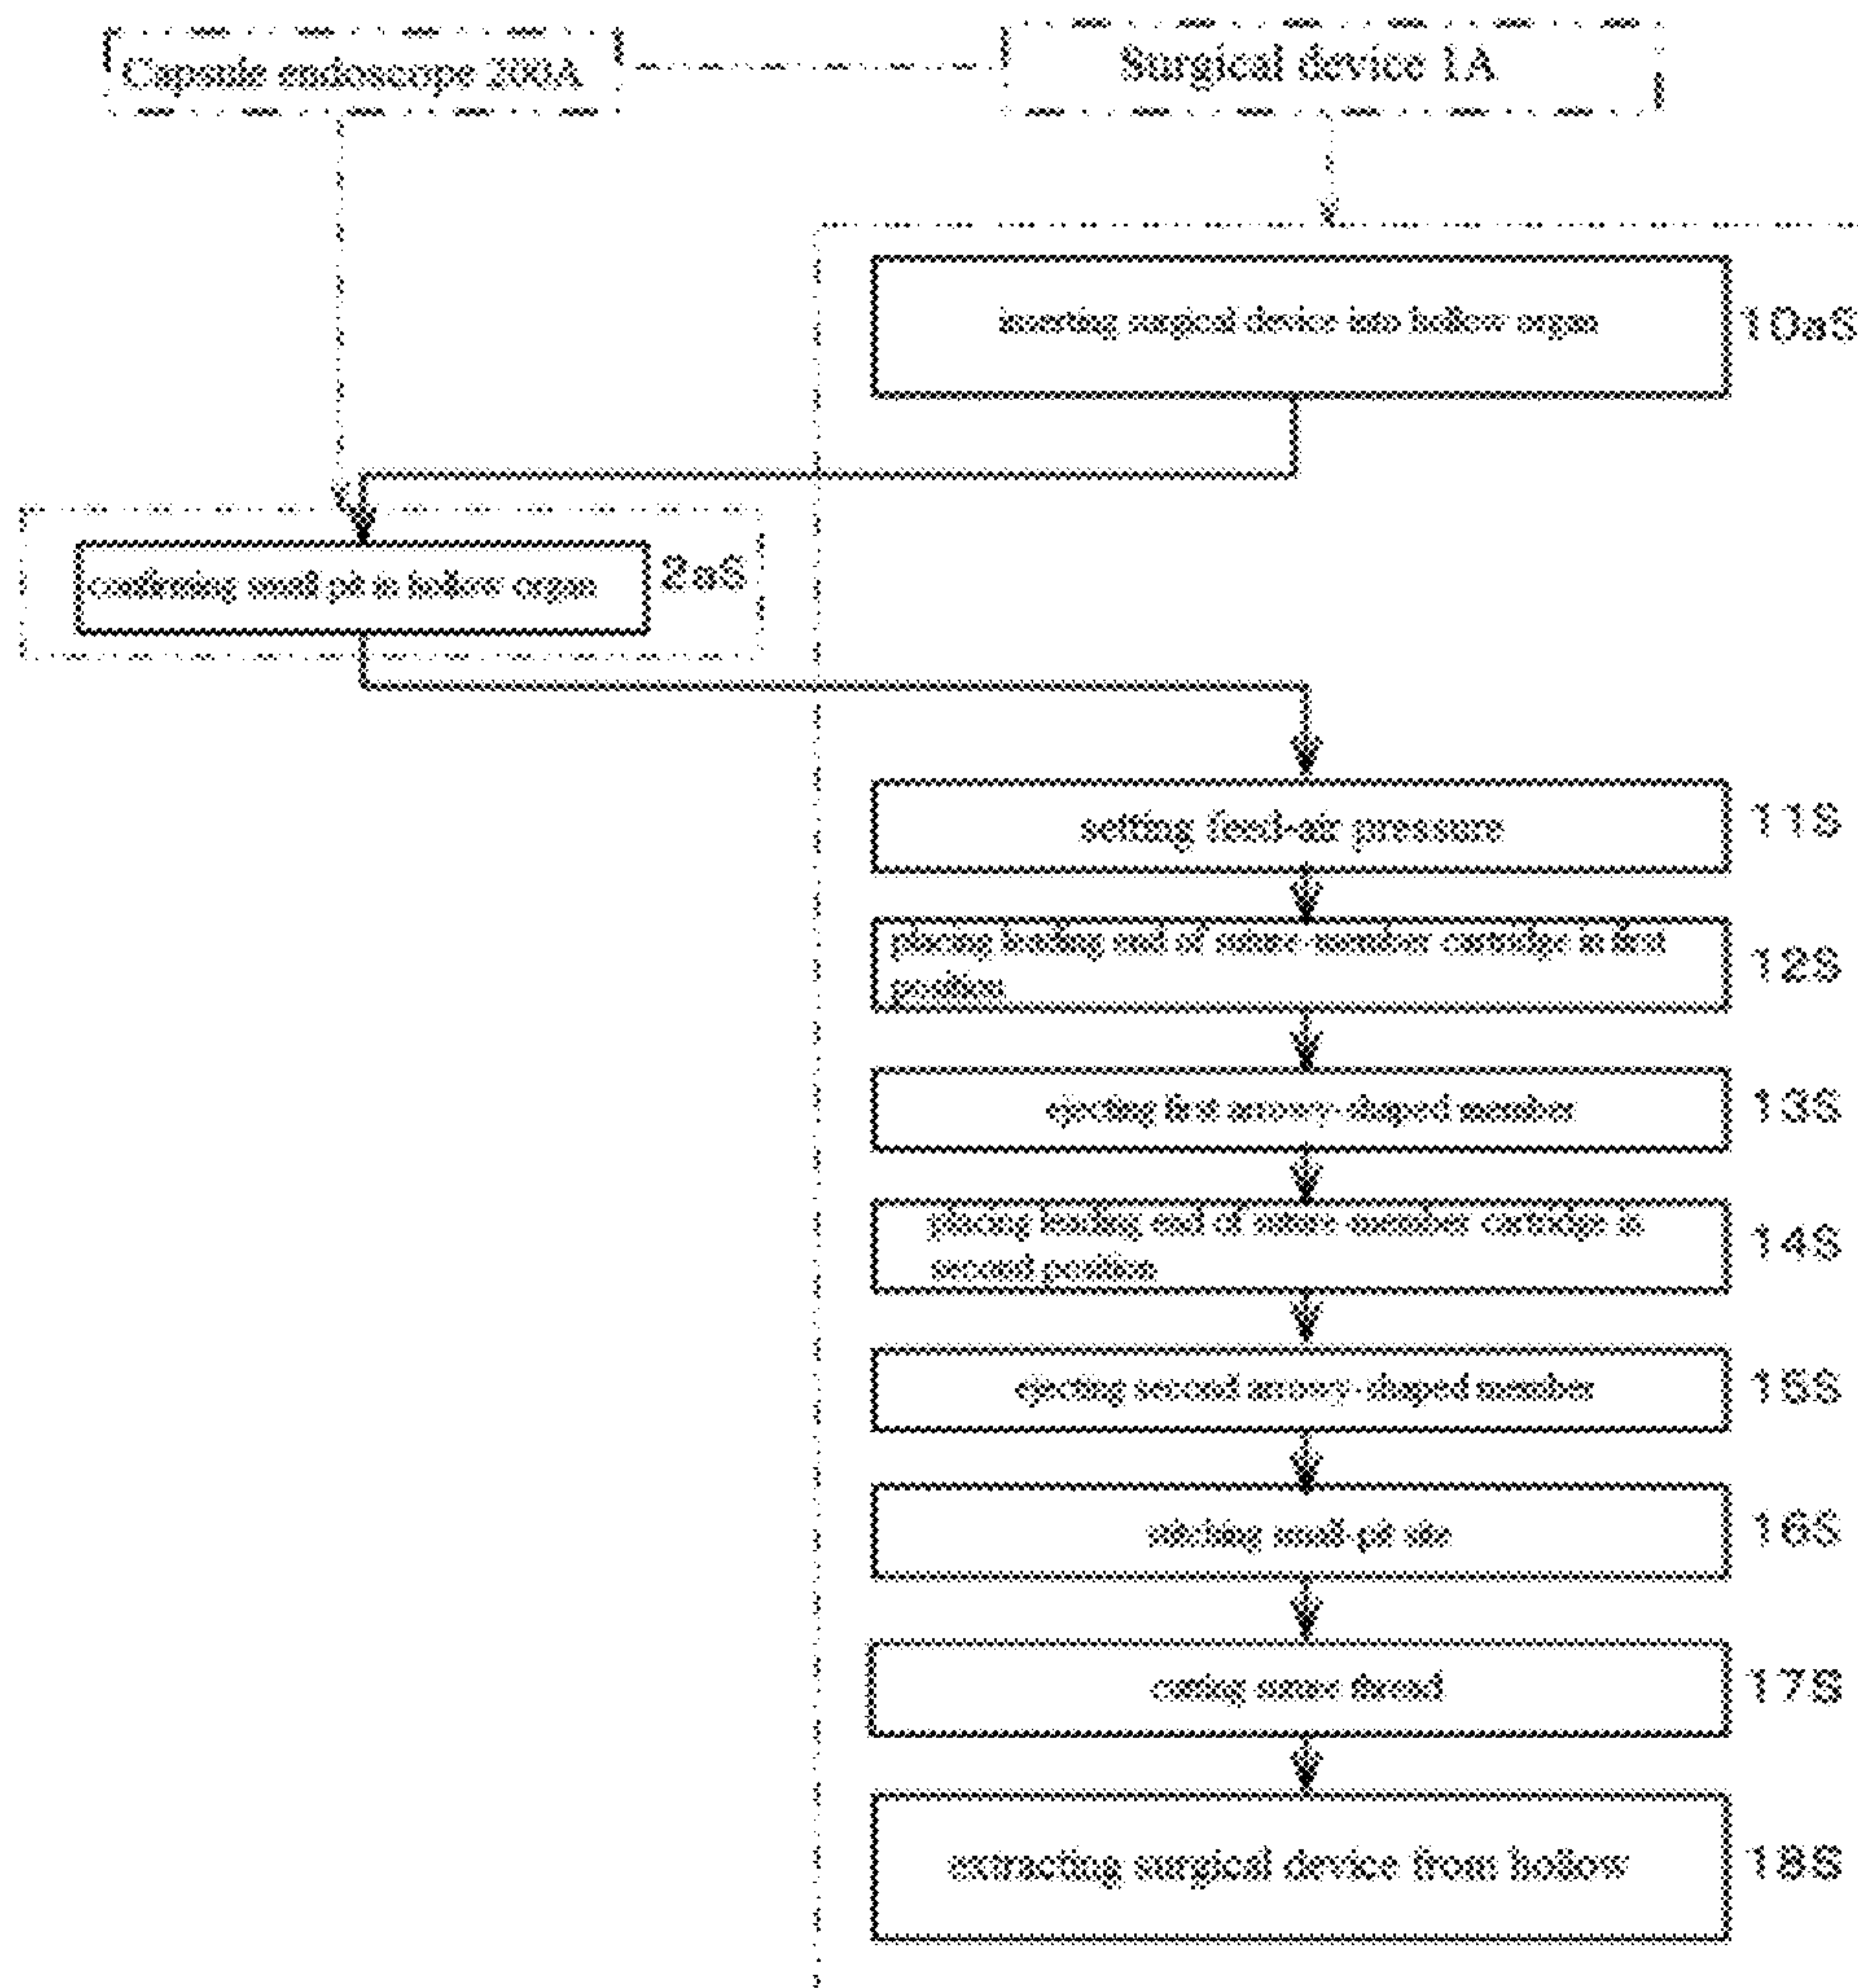 Capsule endoscope 200A
Surgical device 1A
inserting surgical device into hollow organ
10aS
confirming small pit in hollow organ
2aS
setting feed-air pressure
11S
placing leading end of suture-member cartridge in first
position
12S
ejecting first arrowy-shaped member
13S
placing leading end of suture-member cartridge in
second position
14S
ejecting second arrowy-shaped member
15S
small-pit site
16S
cutting suture thread
17S
extracting surgical device from hollow
18S